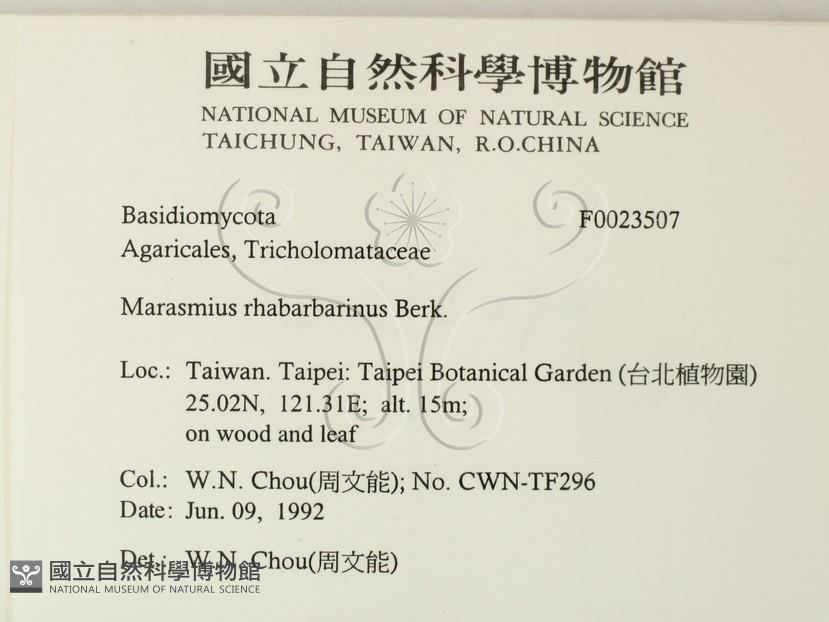 國立自然科學博物館
NATIONAL MUSEUM OF NATURAL SCIENCE
TAICHUNG, TAIWAN, R.O.CHINA
Basidiomycota F0023507
Agaricales, Tricholomataceae
Marasmius rhabarbarinus Berk.
Loc.: Taiwan. Taipei: Taipei Botanical Garden (台北植物園)
25.02N, 121.31E; alt. 15m;
on wood and leaf
Col.: W.N. Chou(周文能); No. CWN-TF296
Date: Jun. 09, 1992
Det.: W.N. Chou(周文能)
國立自然科學博物館
NATIONAL MUSEUM OF NATURAL SCIENCE